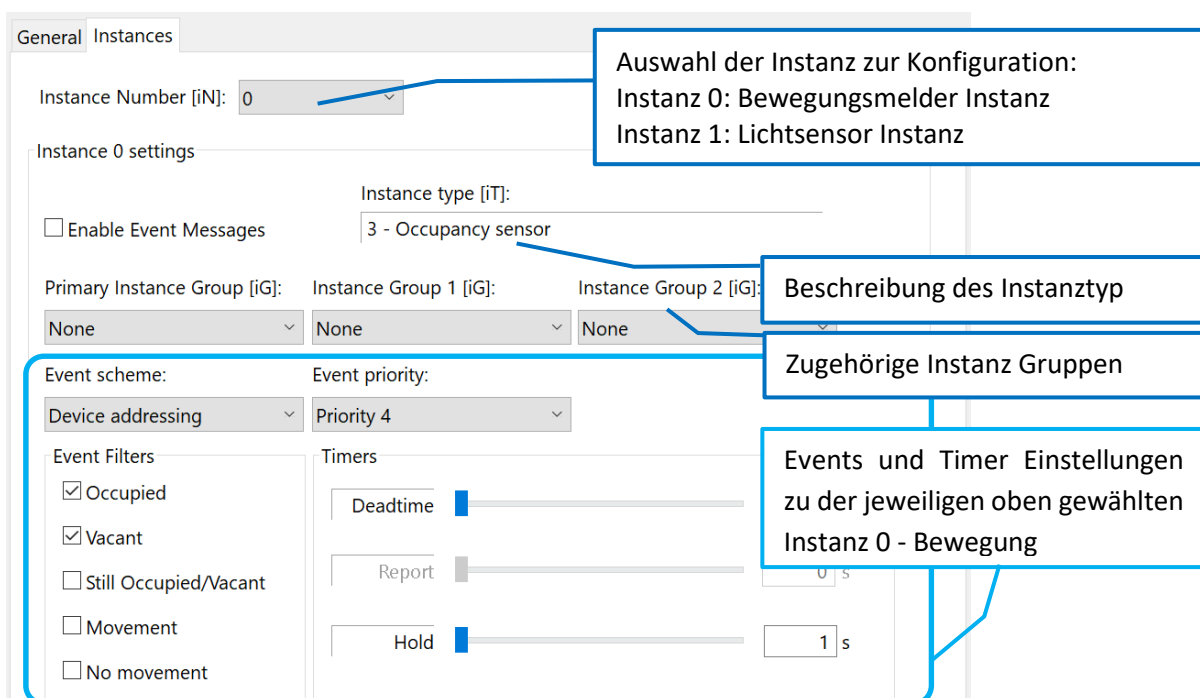 General Instances
Auswahl der Instanz zur Konfiguration:
Instanz 0: Bewegungsmelder Instanz
Instanz 1: Lichtsensor Instanz
Instance Number [iN]: 0
Instance 0 settings
Instance type [iT]:
Enable Event Messages
3 - Occupancy sensor
Primary Instance Group [iG]: Instance Group 1 [iG]: Instance Group 2 [iG]:
None None None
Beschreibung des Instanztyp
Zugehörige Instanz Gruppen
Event scheme: Event priority:
Device addressing Priority 4
Events und Timer Einstellungen
zu der jeweiligen oben gewählten
Instanz 0 - Bewegung
Event Filters
Occupied
Vacant
Still Occupied/Vacant
Movement
No movement
Timers
Deadtime
Report 0 s
Hold 1 s